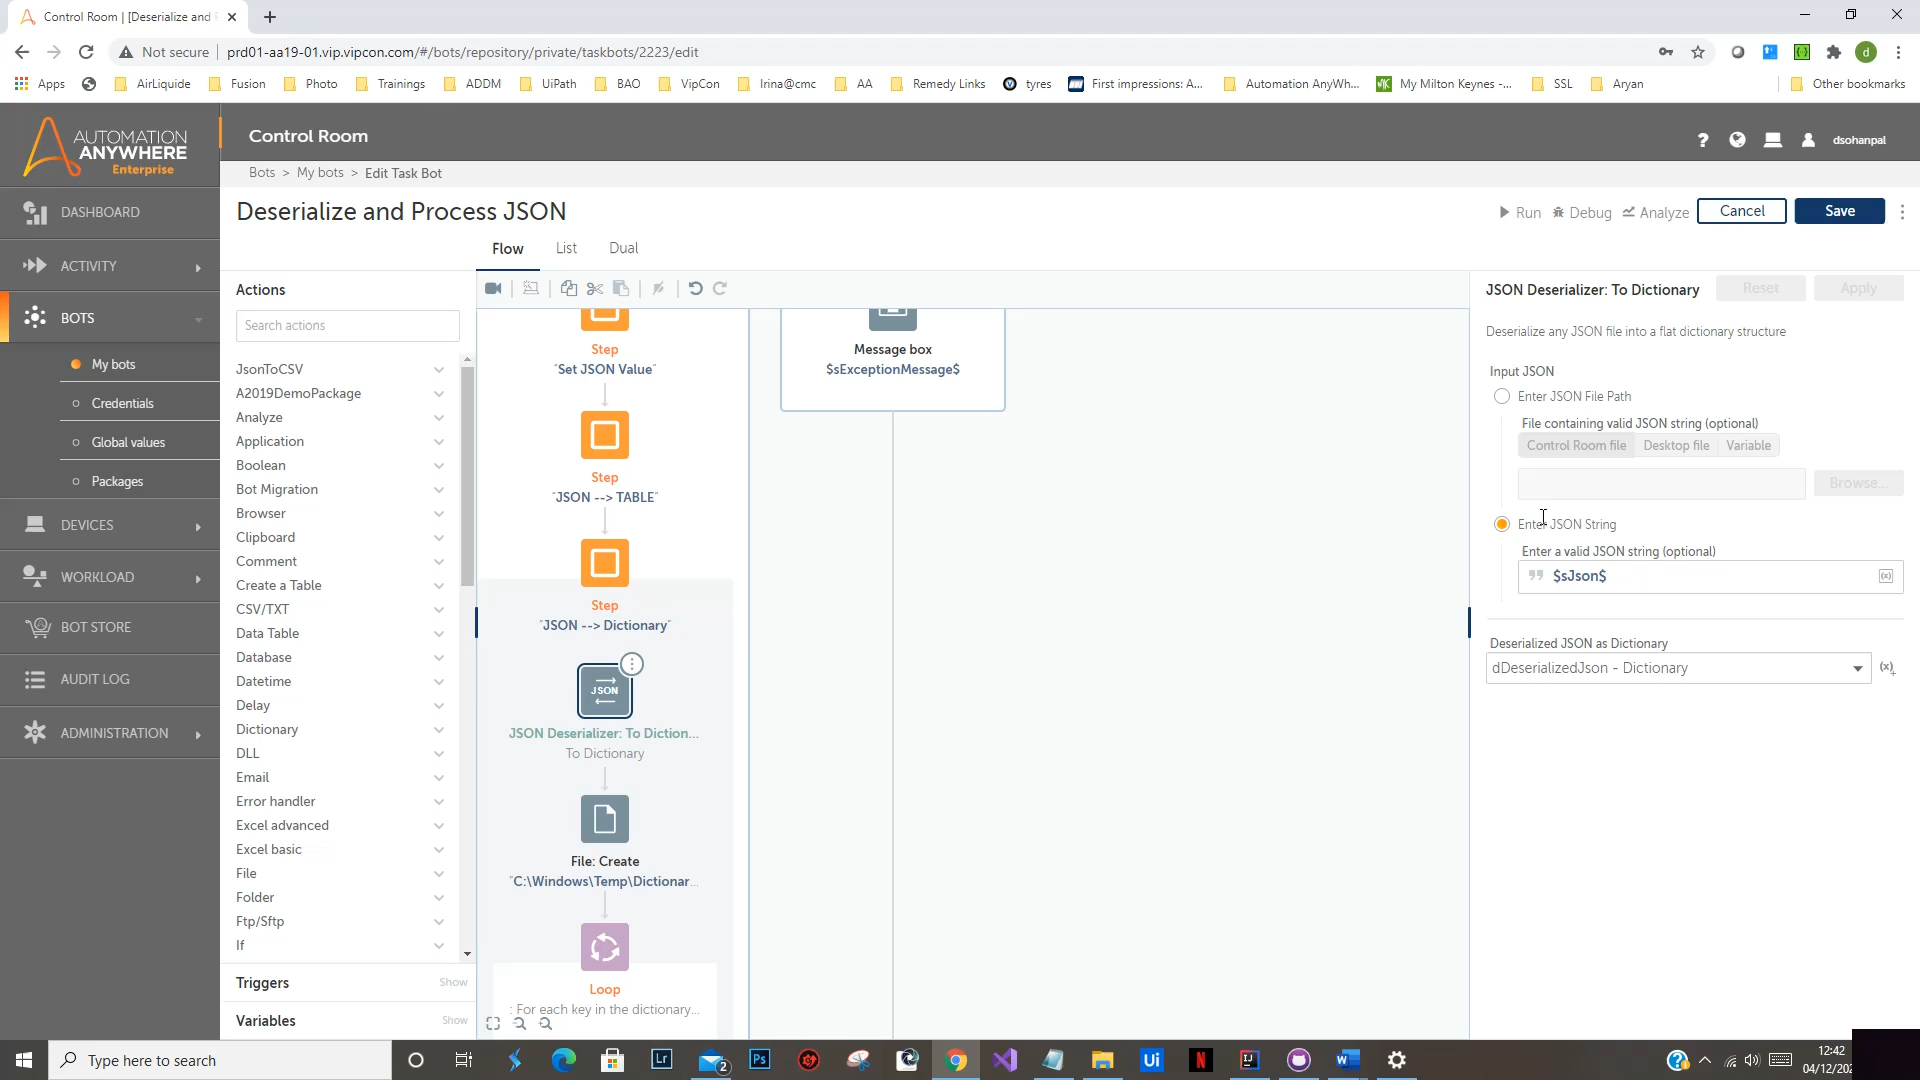 Control Room | [Deserialize and P
Not secure
prd01-aa19-01.vip.vipcon.com/#/bots/repository/private/taskbots/2223/edit
d
Apps
AirLiquide
Fusion
Photo
Trainings
ADDM
UiPath
BAO
VipCon
Irina@cmc
AA
Remedy Links
tyres
First impressions: A...
Automation AnyWh...
My Milton Keynes -...
SSL
Aryan
Other bookmarks
AUTOMATION
ANYWHERE
Enterprise
Control Room
dsohanpal
Bots > My bots > Edit Task Bot
Deserialize and Process JSON
Run
Debug
Analyze
Cancel
Save
Flow
List
Dual
DASHBOARD
ACTIVITY
BOTS
My bots
Credentials
Global values
Packages
DEVICES
WORKLOAD
BOT STORE
AUDIT LOG
ADMINISTRATION
Actions
Search actions
JsonToCSV
A2019DemoPackage
Analyze
Application
Boolean
Bot Migration
Browser
Clipboard
Comment
Create a Table
CSV/TXT
Data Table
Database
Datetime
Delay
Dictionary
DLL
Email
Error handler
Excel advanced
Excel basic
File
Folder
Ftp/Sftp
If
Triggers
Show
Variables
Show
Step
"Set JSON Value"
Step
"JSON --> TABLE"
Step
"JSON --> Dictionary"
JSON
JSON Deserializer: To Diction...
To Dictionary
File: Create
"C:\Windows\Temp\Dictionar...
Loop
: For each key in the dictionary...
Message box
$sExceptionMessage$
JSON Deserializer: To Dictionary
Reset
Apply
Deserialize any JSON file into a flat dictionary structure
Input JSON
Enter JSON File Path
File containing valid JSON string (optional)
Control Room file
Desktop file
Variable
Browse...
Enter JSON String
Enter a valid JSON string (optional)
$sJson$
(x)
Deserialized JSON as Dictionary
dDeserializedJson - Dictionary
(x)+
Type here to search
Lr
2
Ps
Ui
N
IJ
W
12:42
04/12/202